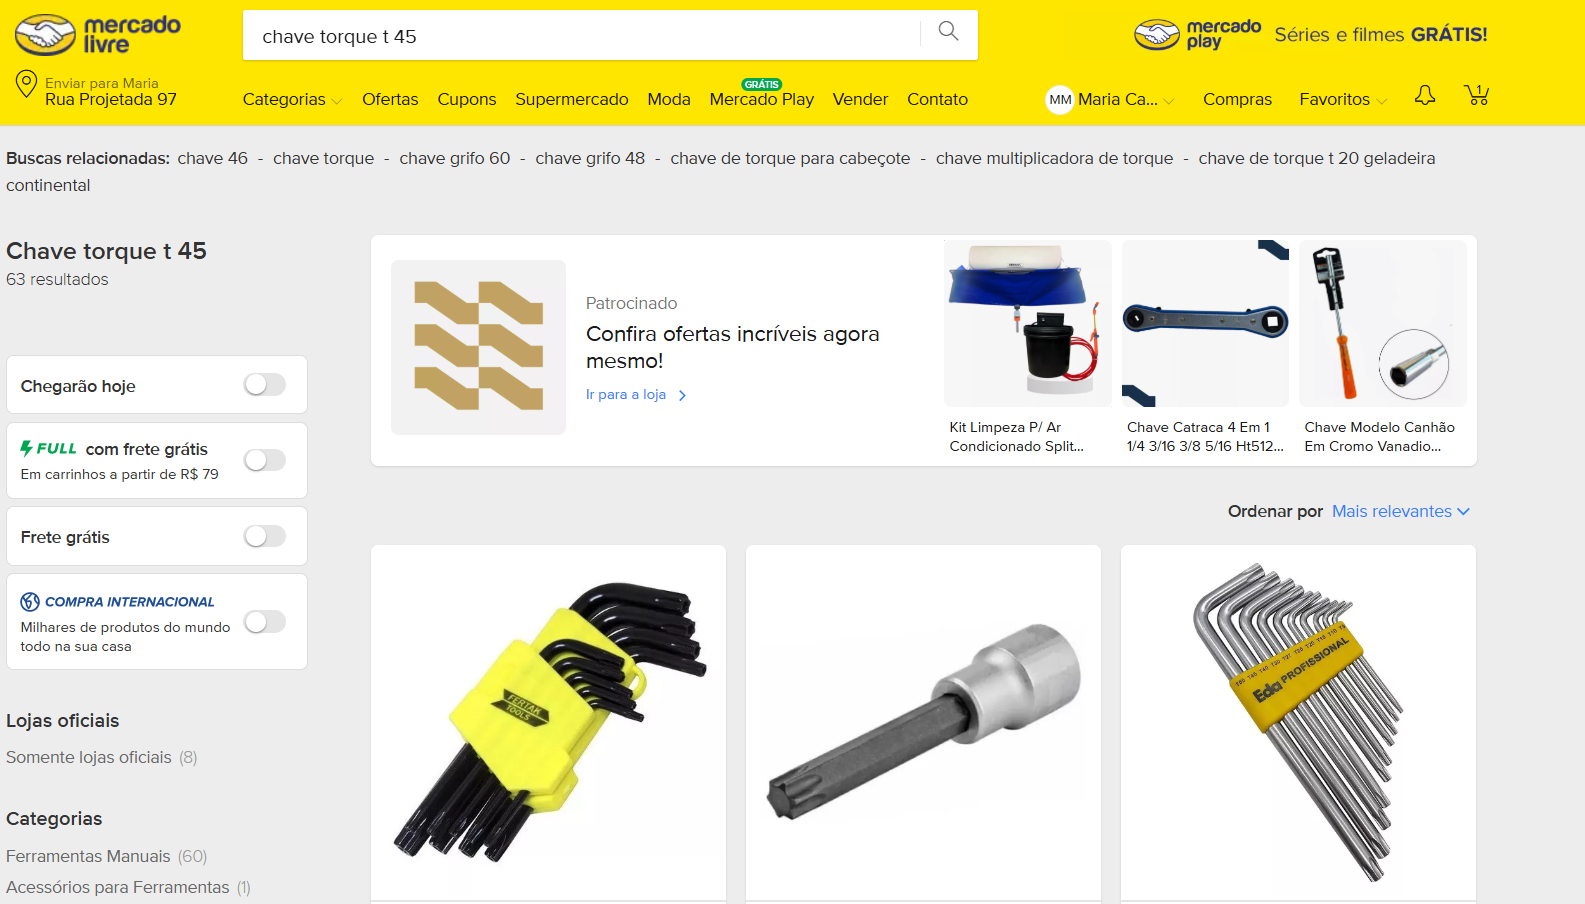 mercado
livre
chave torque t 45
mercado
play
Séries e filmes GRÁTIS!
Enviar para Maria
Rua Projetada 97
GRÁTIS
Categorias
Ofertas
Cupons
Supermercado
Moda
Mercado Play
Vender
Contato
MM
Maria Ca...
Compras
Favoritos
1
Buscas relacionadas: chave 46 - chave torque - chave grifo 60 - chave grifo 48 - chave de torque para cabeçote - chave multiplicadora de torque - chave de torque t 20 geladeira
continental
Chave torque t 45
63 resultados
Chegarão hoje
FULL com frete grátis
Em carrinhos a partir de R$ 79
Frete grátis
COMPRA INTERNACIONAL
Milhares de produtos do mundo
todo na sua casa
Lojas oficiais
Somente lojas oficiais (8)
Categorias
Ferramentas Manuais (60)
Acessórios para Ferramentas (1)
Patrocinado
Confira ofertas incríveis agora
mesmo!
Ir para a loja
Kit Limpeza P/ Ar
Condicionado Split...
Chave Catraca 4 Em 1
1/4 3/16 3/8 5/16 Ht512...
Chave Modelo Canhão
Em Cromo Vanadio...
Ordenar por Mais relevantes
FERTAK
TOOLS
Eda PROFISSIONAL